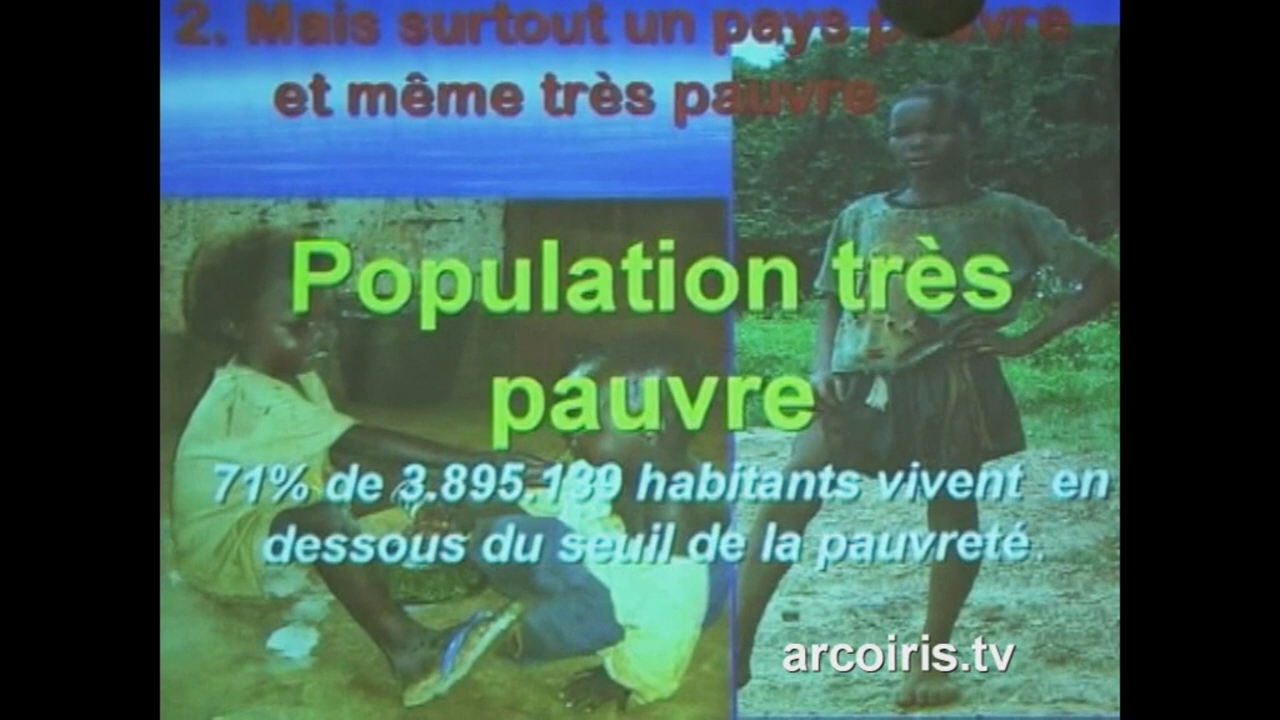 2. Mais surtout un pays pauvre
et même très pauvre
Population très
pauvre
71% de 3.895.139 habitants vivent en
dessous du seuil de la pauvreté.
arcoiris.tv